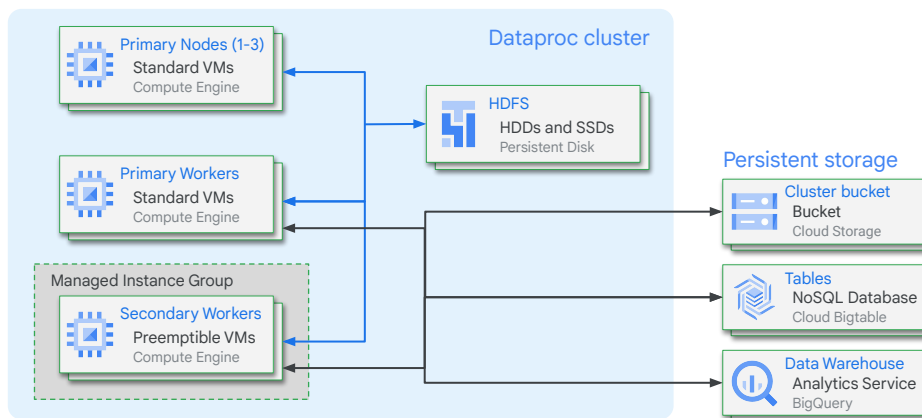 Dataproc cluster
Primary Nodes (1-3)
Standard VMs
Compute Engine
HDFS
HDDs and SSDs
Persistent Disk
Primary Workers
Standard VMs
Compute Engine
Managed Instance Group
Secondary Workers
Preemptible VMs
Compute Engine
Persistent storage
Cluster bucket
Bucket
Cloud Storage
Tables
NoSQL Database
Cloud Bigtable
Data Warehouse
Analytics Service
BigQuery